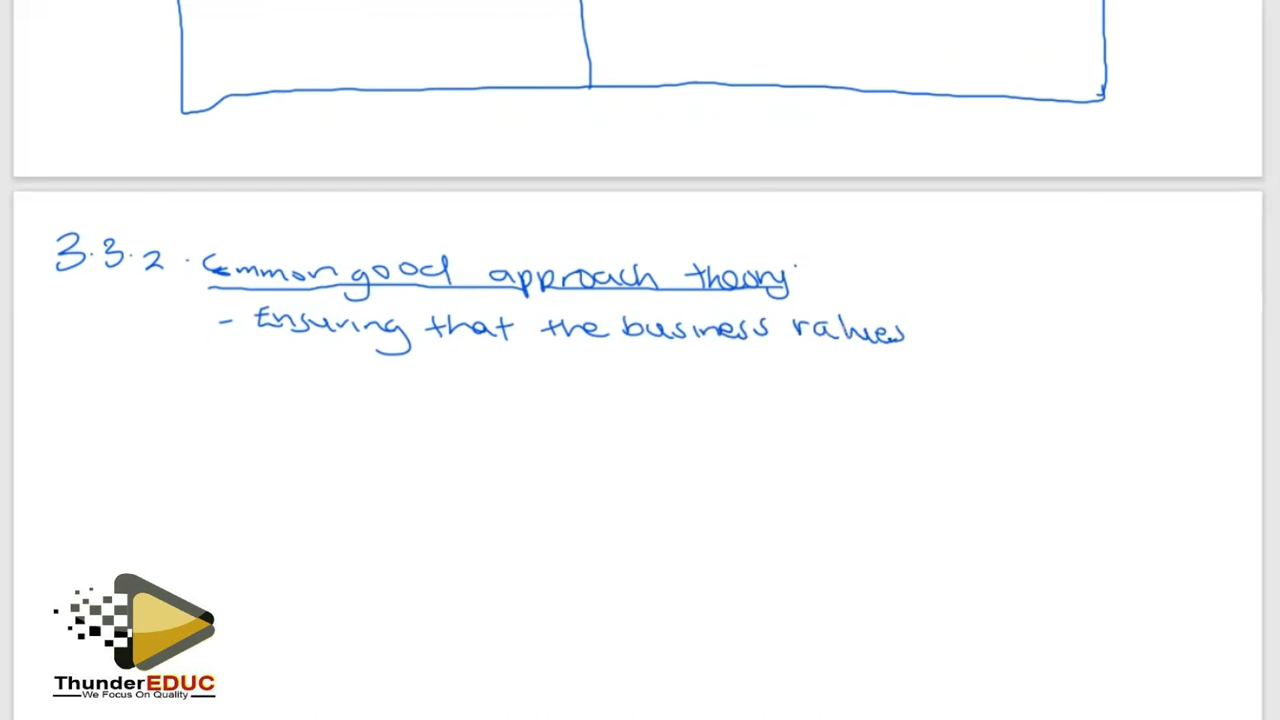 3.3.2. Common good approach theory
- Ensuring that the business values
ThunderEDUC
We Focus On Quality